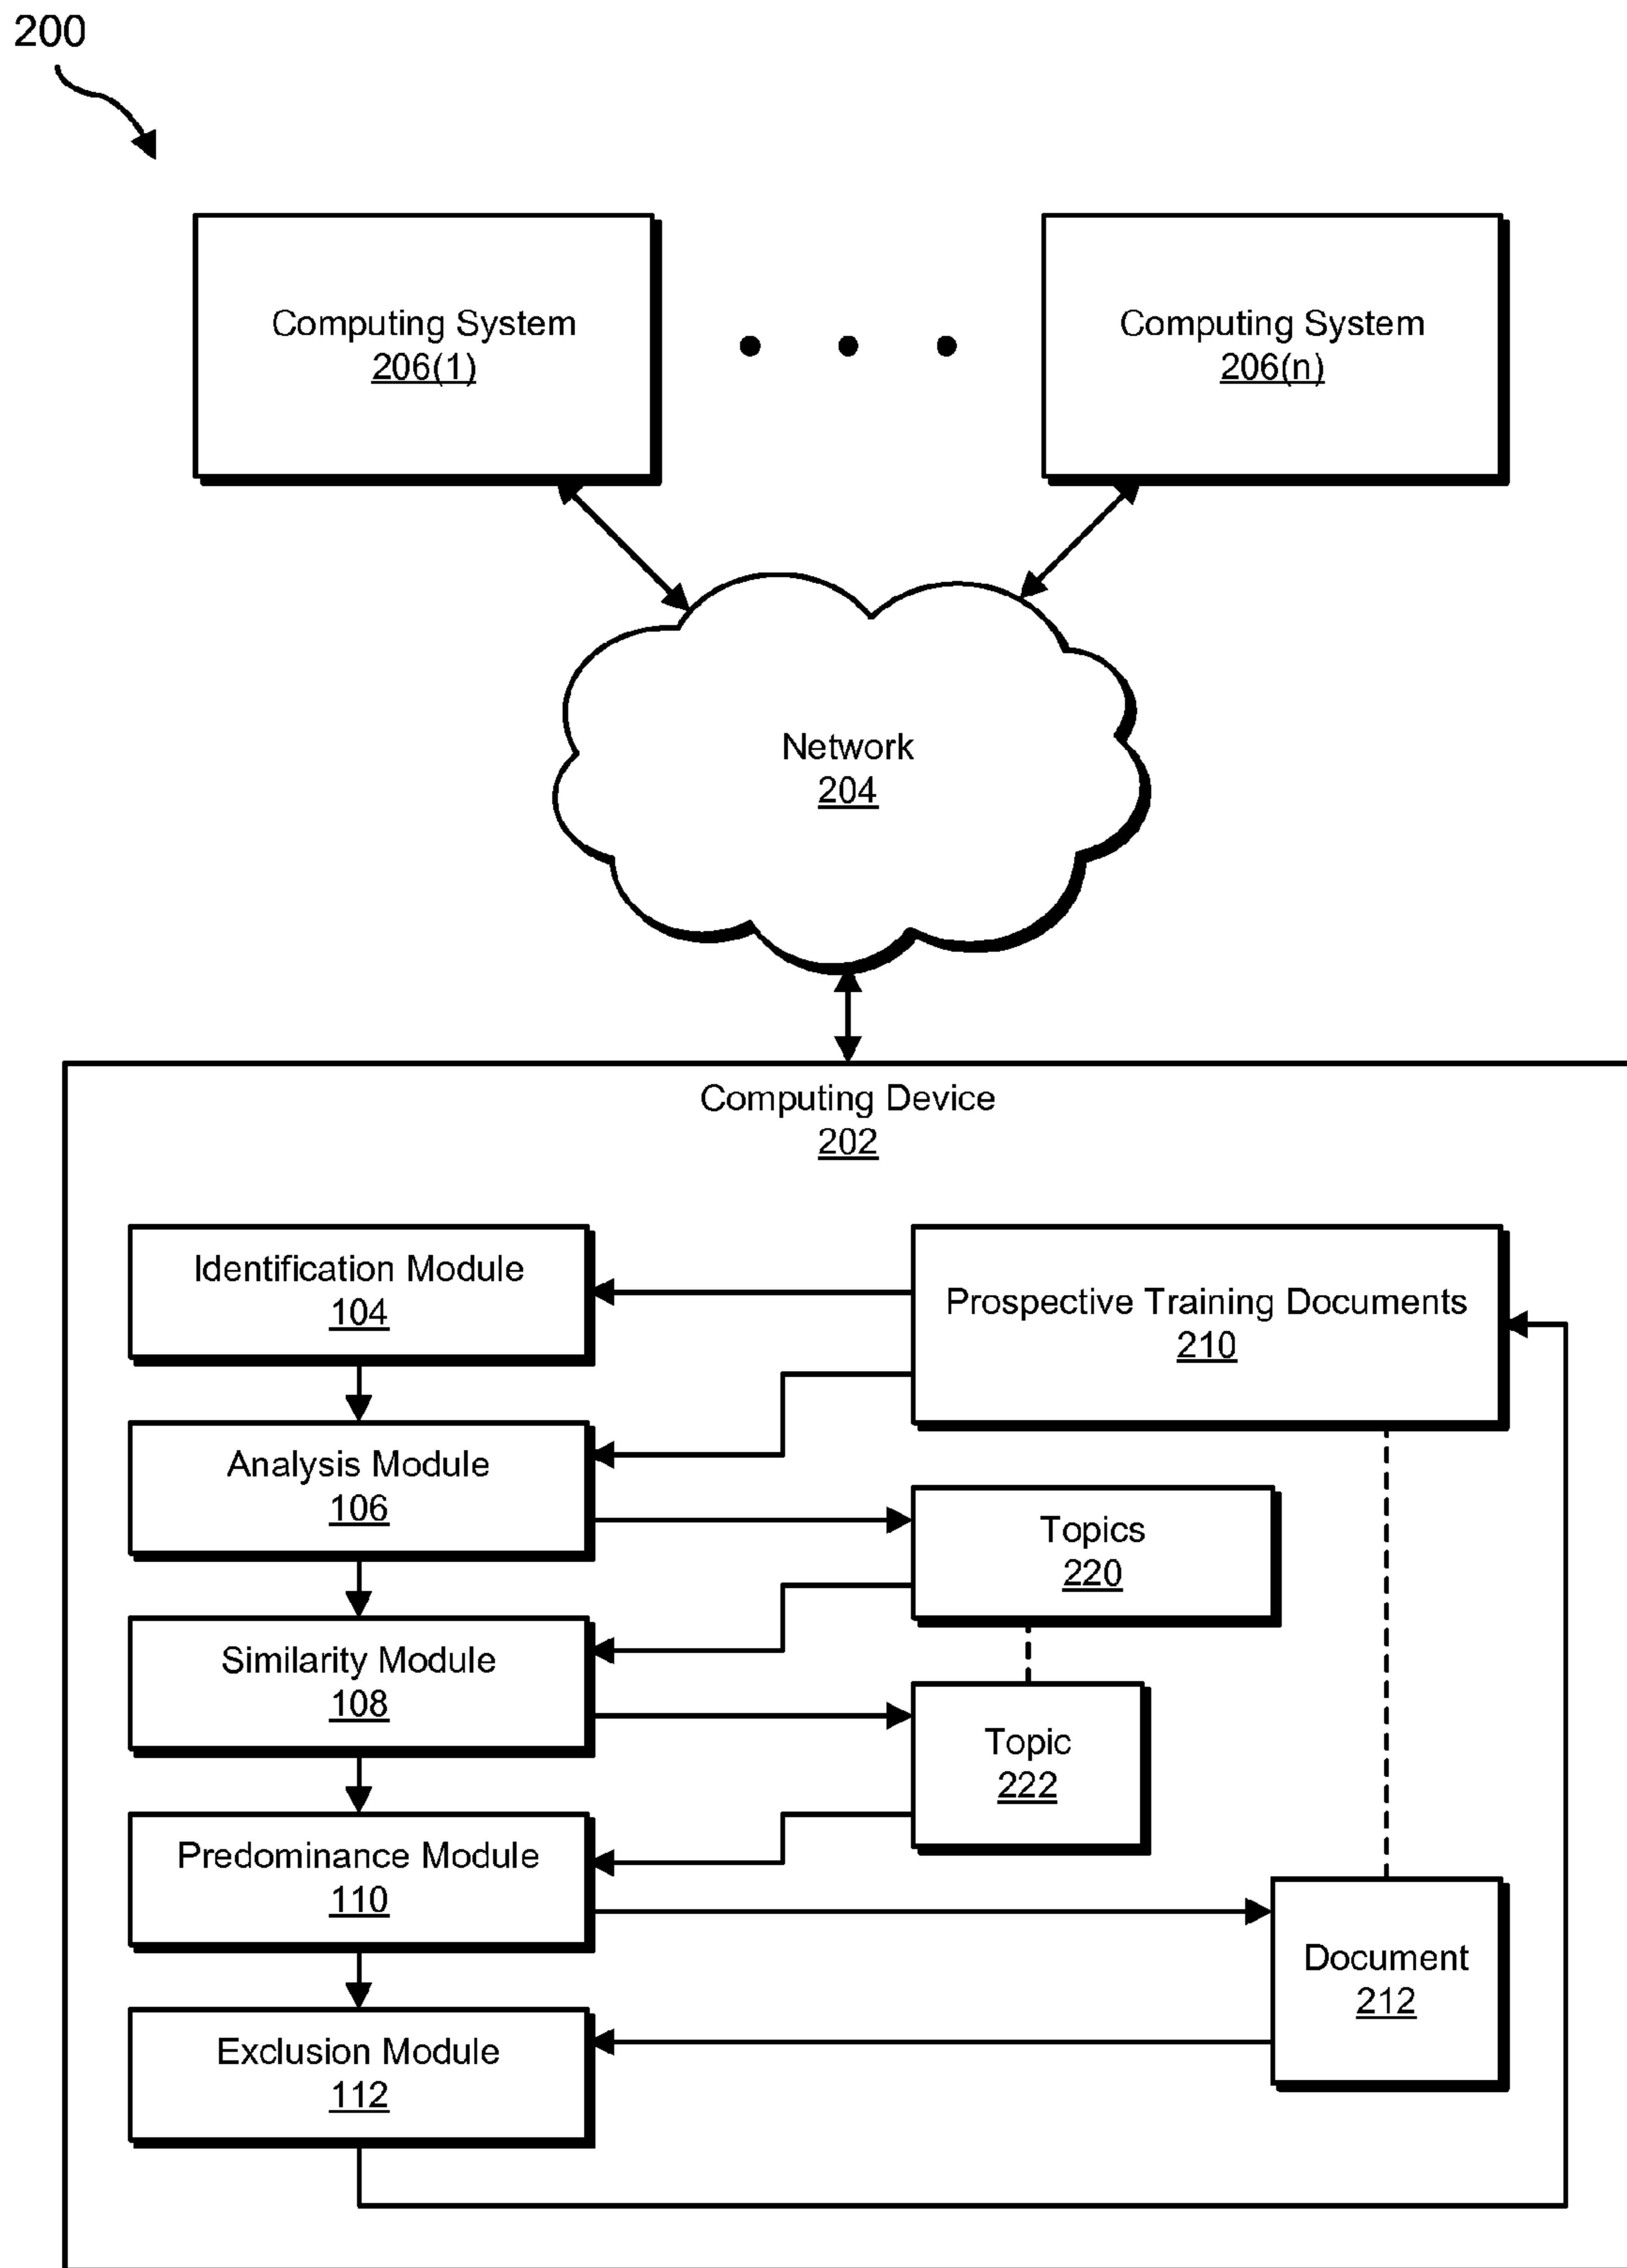 200
Computing System
206(1)
Computing System
206(n)
Network
204
Computing Device
202
Identification Module
104
Prospective Training Documents
210
Analysis Module
106
Topics
220
Similarity Module
108
Topic
222
Predominance Module
110
Document
212
Exclusion Module
112